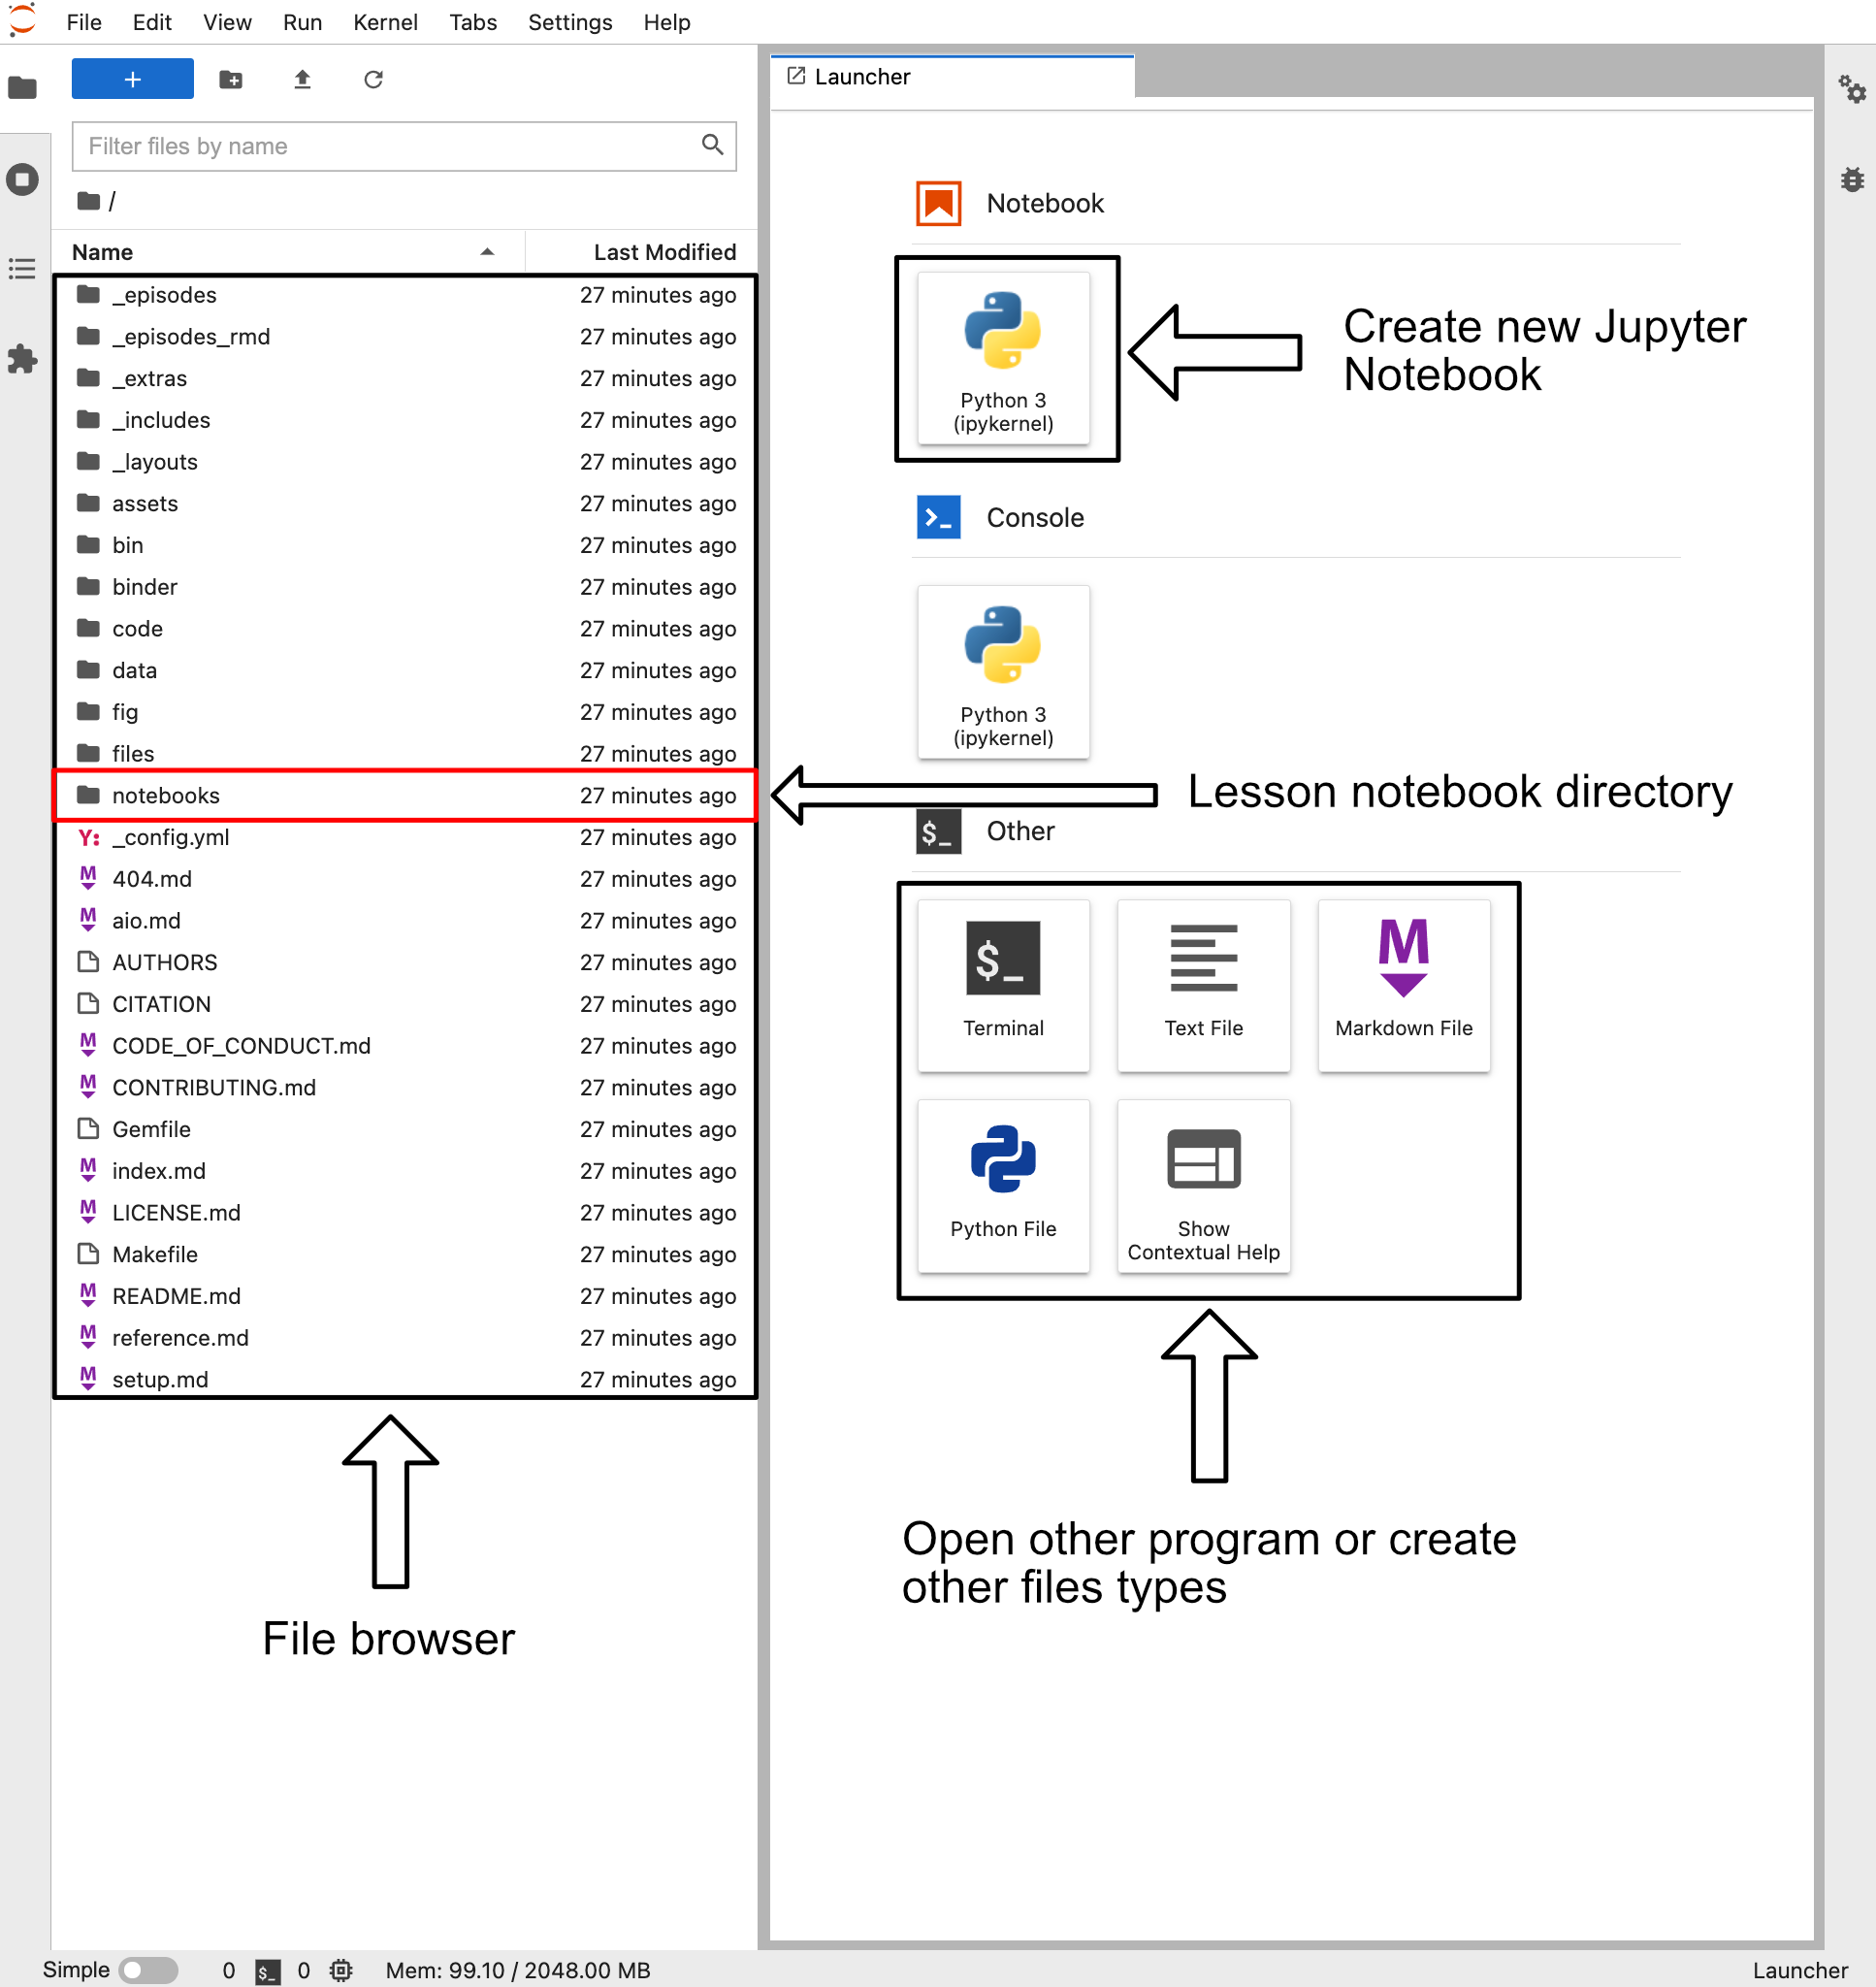 File Edit View Run Kernel Tabs Settings Help
+
Filter files by name
/
Name Last Modified
_episodes 27 minutes ago
_episodes_rmd 27 minutes ago
_extras 27 minutes ago
_includes 27 minutes ago
_layouts 27 minutes ago
assets 27 minutes ago
bin 27 minutes ago
binder 27 minutes ago
code 27 minutes ago
data 27 minutes ago
fig 27 minutes ago
files 27 minutes ago
notebooks 27 minutes ago
Y: _config.yml 27 minutes ago
M 404.md 27 minutes ago
M aio.md 27 minutes ago
AUTHORS 27 minutes ago
CITATION 27 minutes ago
M CODE_OF_CONDUCT.md 27 minutes ago
M CONTRIBUTING.md 27 minutes ago
Gemfile 27 minutes ago
M index.md 27 minutes ago
M LICENSE.md 27 minutes ago
Makefile 27 minutes ago
M README.md 27 minutes ago
M reference.md 27 minutes ago
M setup.md 27 minutes ago
File browser
Launcher
Notebook
Python 3
(ipykernel)
Create new Jupyter
Notebook
Console
Python 3
(ipykernel)
Lesson notebook directory
$_ Other
$_
Terminal
Text File
M
Markdown File
Python File
Show
Contextual Help
Open other program or create
other files types
Simple 0 $_ 0 Mem: 99.10 / 2048.00 MB Launcher